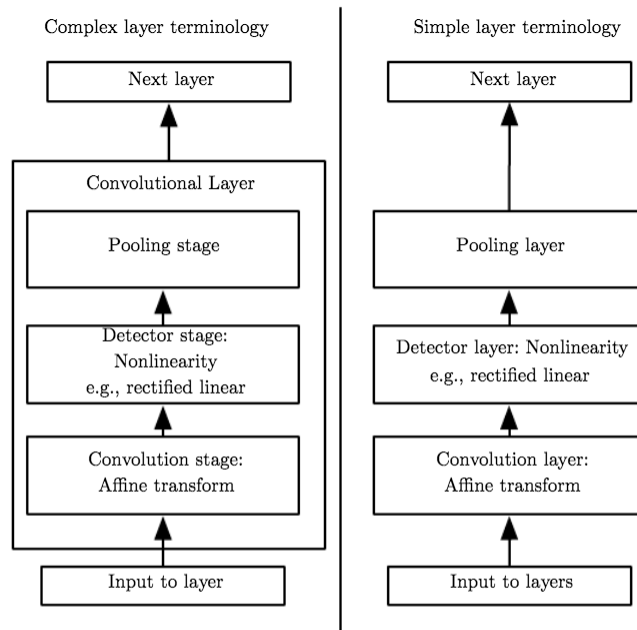 Complex layer terminology
Next layer
Convolutional Layer
Pooling stage
Detector stage:
Nonlinearity
e.g., rectified linear
Convolution stage:
Affine transform
Input to layer
Simple layer terminology
Next layer
Pooling layer
Detector layer: Nonlinearity
e.g., rectified linear
Convolution layer:
Affine transform
Input to layers